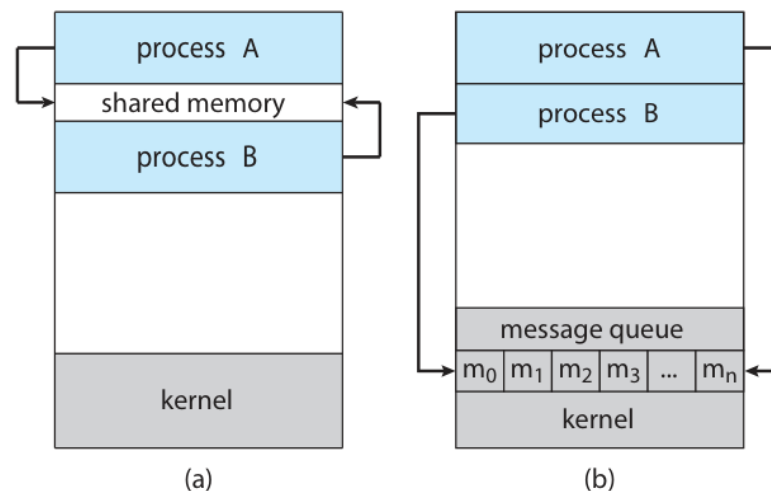 process A
shared memory
process B
kernel
(a)
process A
process B
message queue
m0 m1 m2 m3 ... mn
kernel
(b)